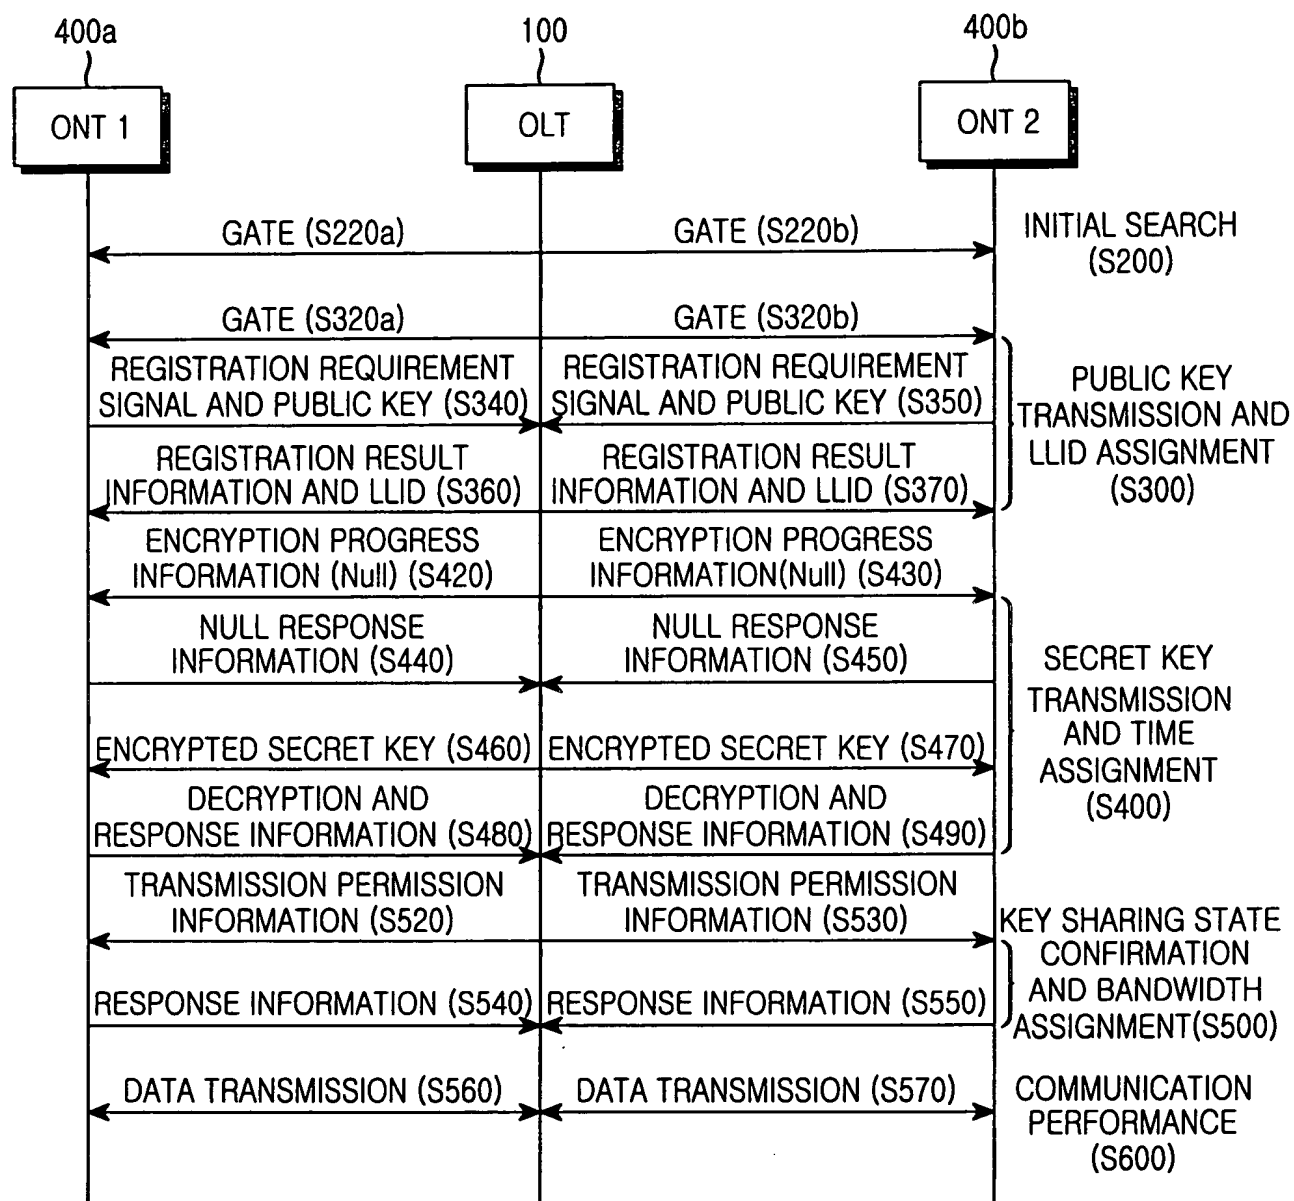 400a
100
400b
ONT 1
OLT
ONT 2
GATE (S220a)
GATE (S220b)
INITIAL SEARCH
(S200)
GATE (S320a)
GATE (S320b)
REGISTRATION REQUIREMENT
SIGNAL AND PUBLIC KEY (S340)
REGISTRATION REQUIREMENT
SIGNAL AND PUBLIC KEY (S350)
PUBLIC KEY
TRANSMISSION AND
LLID ASSIGNMENT
(S300)
REGISTRATION RESULT
INFORMATION AND LLID (S360)
REGISTRATION RESULT
INFORMATION AND LLID (S370)
ENCRYPTION PROGRESS
INFORMATION (Null) (S420)
ENCRYPTION PROGRESS
INFORMATION(Null) (S430)
NULL RESPONSE
INFORMATION (S440)
NULL RESPONSE
INFORMATION (S450)
SECRET KEY
TRANSMISSION
AND TIME
ASSIGNMENT
(S400)
ENCRYPTED SECRET KEY (S460)
ENCRYPTED SECRET KEY (S470)
DECRYPTION AND
RESPONSE INFORMATION (S480)
DECRYPTION AND
RESPONSE INFORMATION (S490)
TRANSMISSION PERMISSION
INFORMATION (S520)
TRANSMISSION PERMISSION
INFORMATION (S530)
KEY SHARING STATE
CONFIRMATION
AND BANDWIDTH
ASSIGNMENT(S500)
RESPONSE INFORMATION (S540)
RESPONSE INFORMATION (S550)
DATA TRANSMISSION (S560)
DATA TRANSMISSION (S570)
COMMUNICATION
PERFORMANCE
(S600)